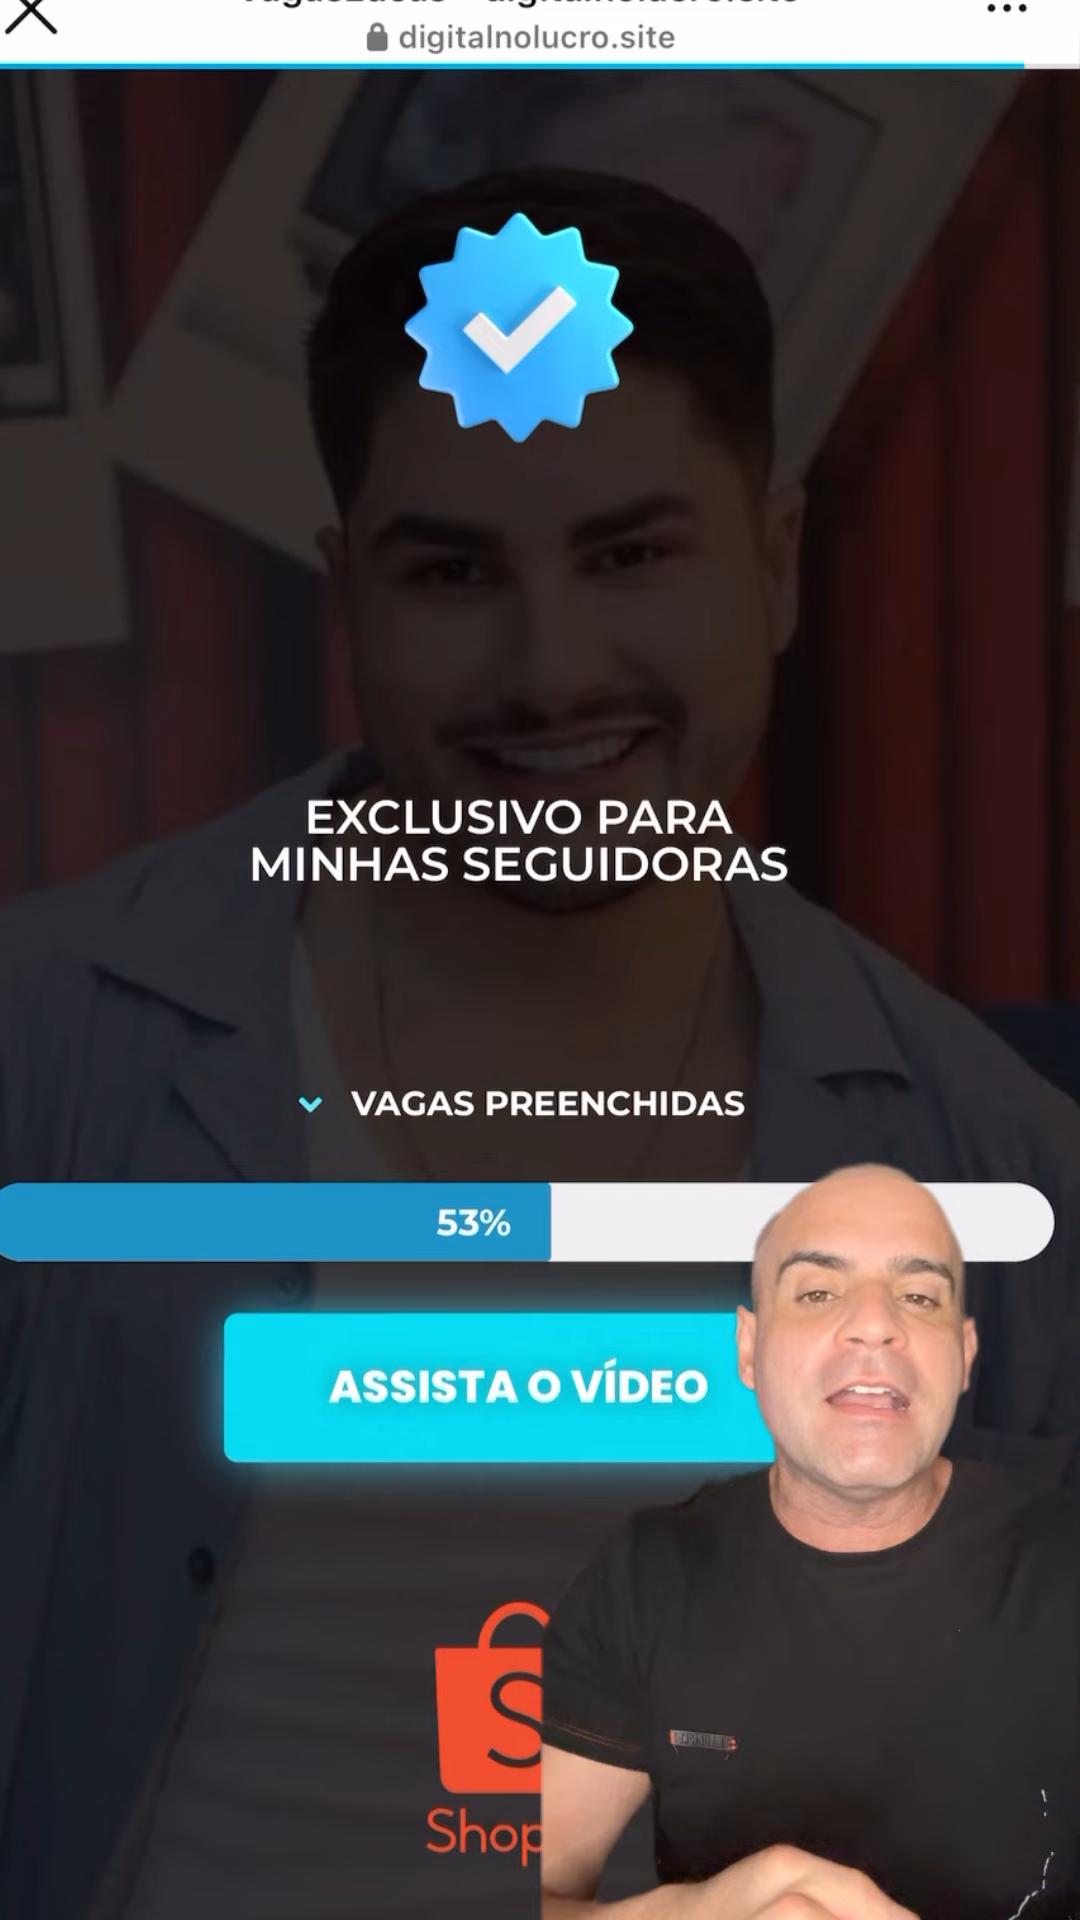 digitalnolucro.site
EXCLUSIVO PARA
MINHAS SEGUIDORAS
VAGAS PREENCHIDAS
53%
ASSISTA O VÍDEO
S
Shop